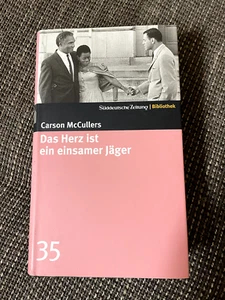 Süddeutsche Zeitung | Bibliothek
Carson McCullers
Das Herz ist
ein einsamer Jäger
35